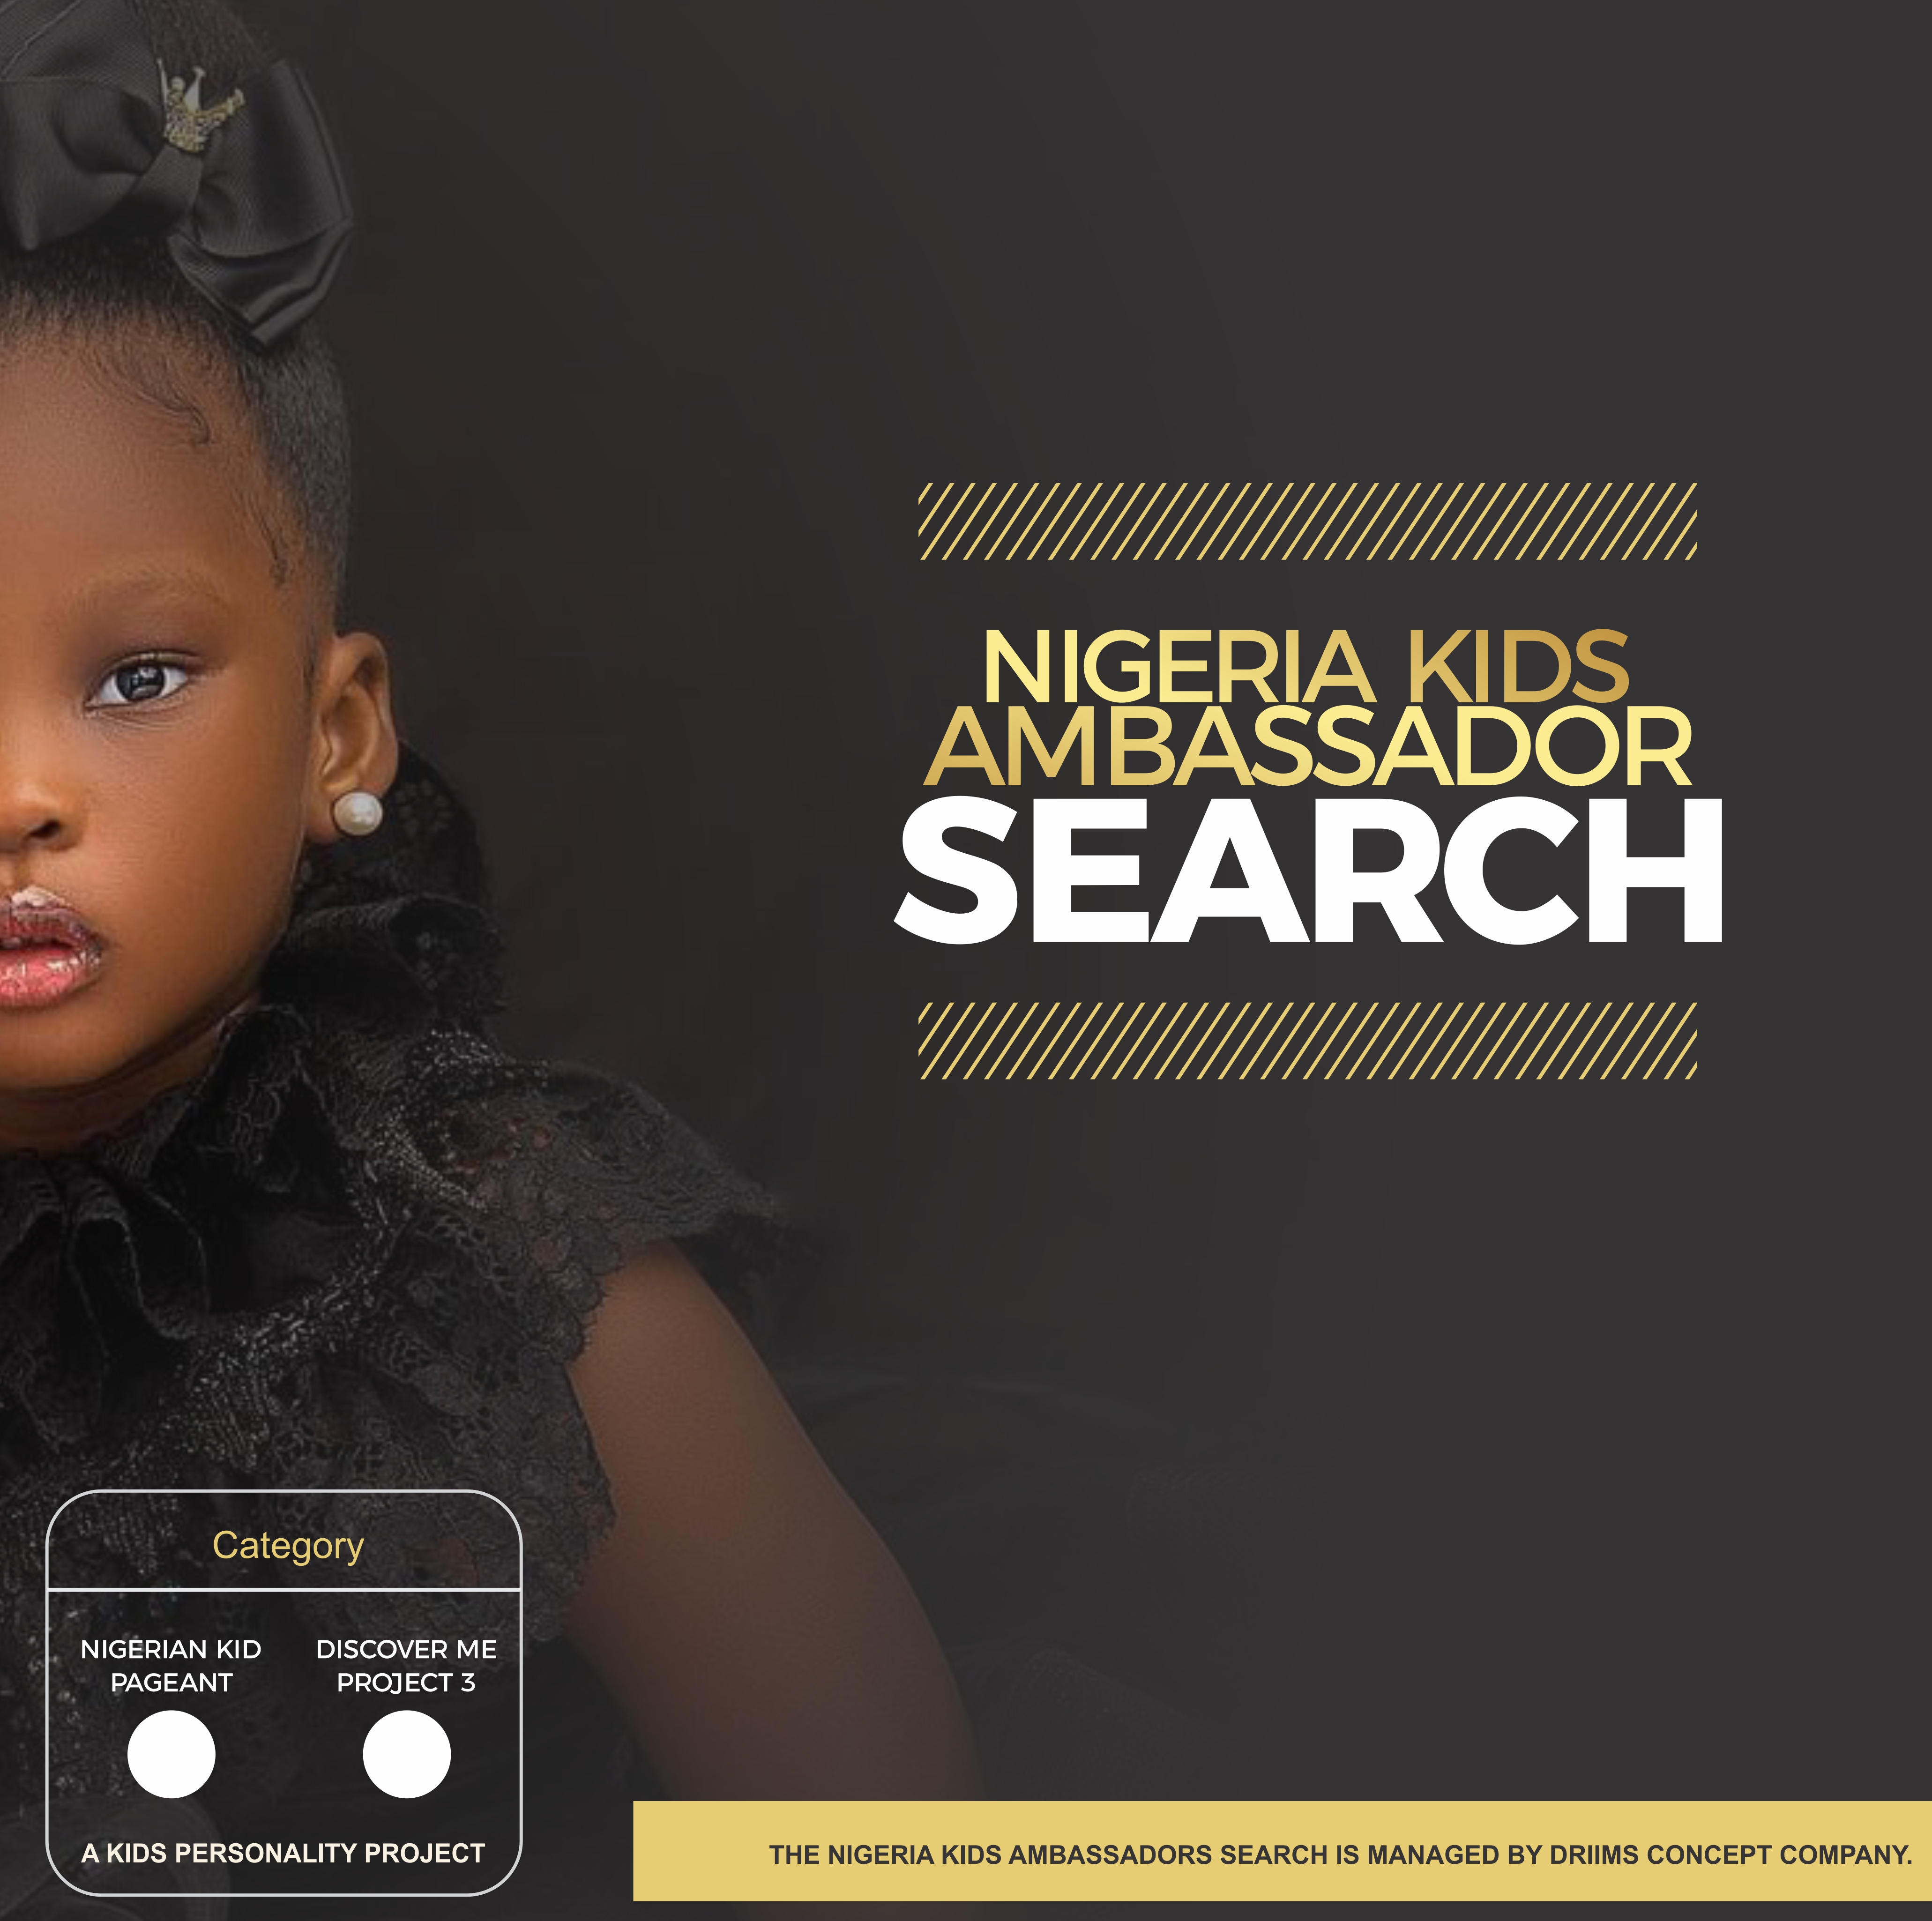 NIGERIA KIDS
AMBASSADOR
SEARCH
Category
NIGERIAN KID
PAGEANT
DISCOVER ME
PROJECT 3
A KIDS PERSONALITY PROJECT
THE NIGERIA KIDS AMBASSADORS SEARCH IS MANAGED BY DRIIMS CONCEPT COMPANY.